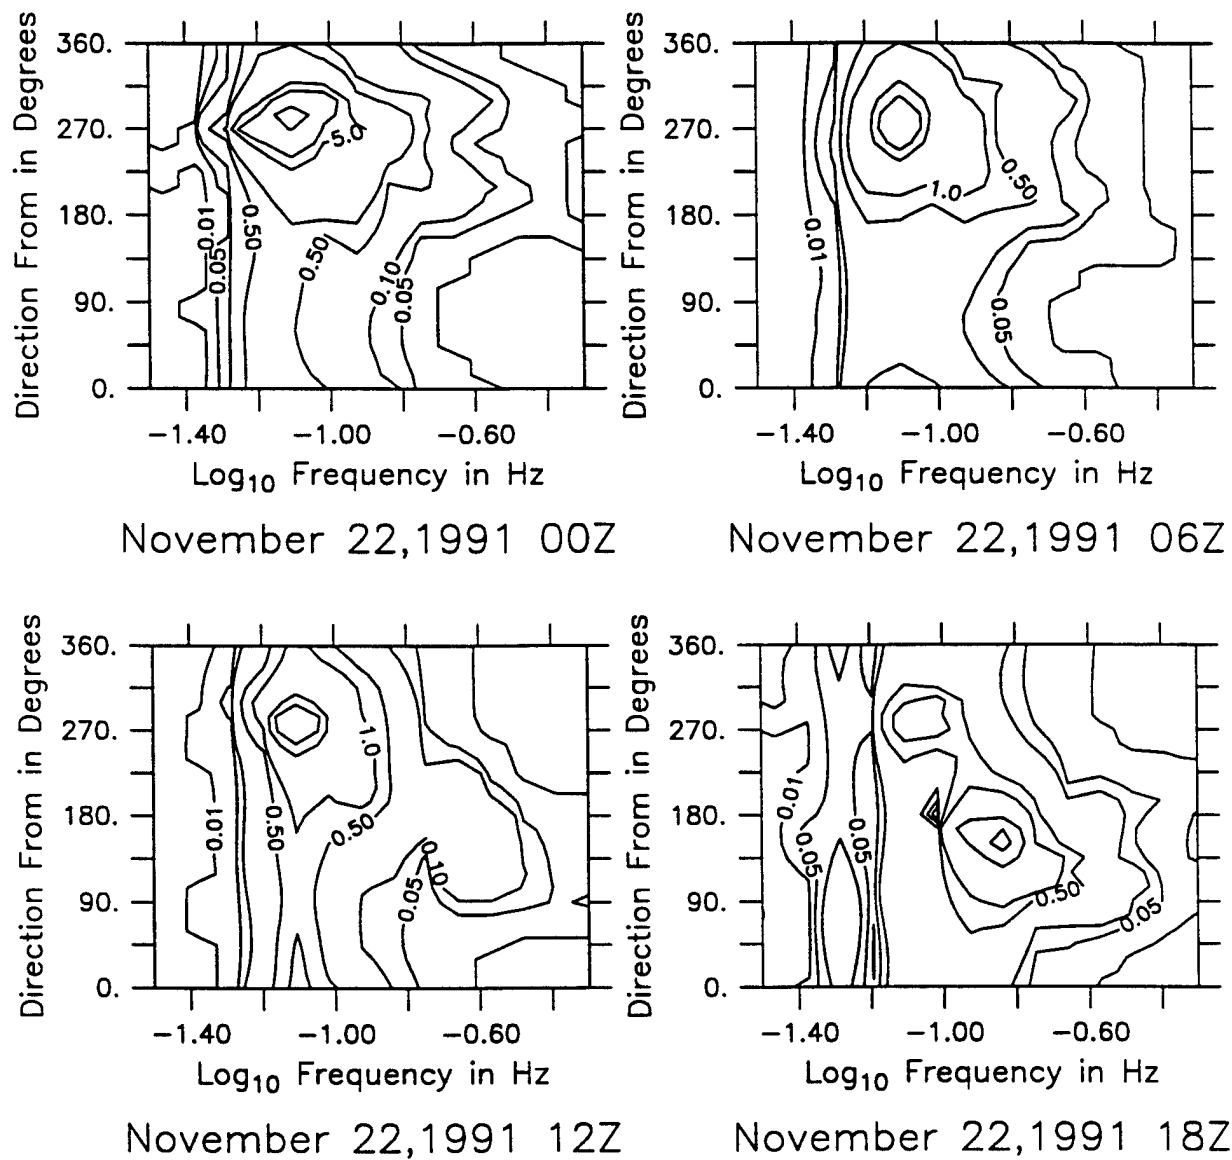 Direction From in Degrees
360.
270.
180.
90.
0.
0.01
0.05
0.50
0.50
5.0
0.10
0.05
−1.40 −1.00 −0.60
Log10 Frequency in Hz
November 22,1991 00Z
Direction From in Degrees
360.
270.
180.
90.
0.
0.01
1.0
0.50
0.05
−1.40 −1.00 −0.60
Log10 Frequency in Hz
November 22,1991 06Z
Direction From in Degrees
360.
270.
180.
90.
0.
0.01
0.50
1.0
0.50
0.05
0.10
−1.40 −1.00 −0.60
Log10 Frequency in Hz
November 22,1991 12Z
Direction From in Degrees
360.
270.
180.
90.
0.
0.01
0.05
0.05
0.50
0.05
−1.40 −1.00 −0.60
Log10 Frequency in Hz
November 22,1991 18Z